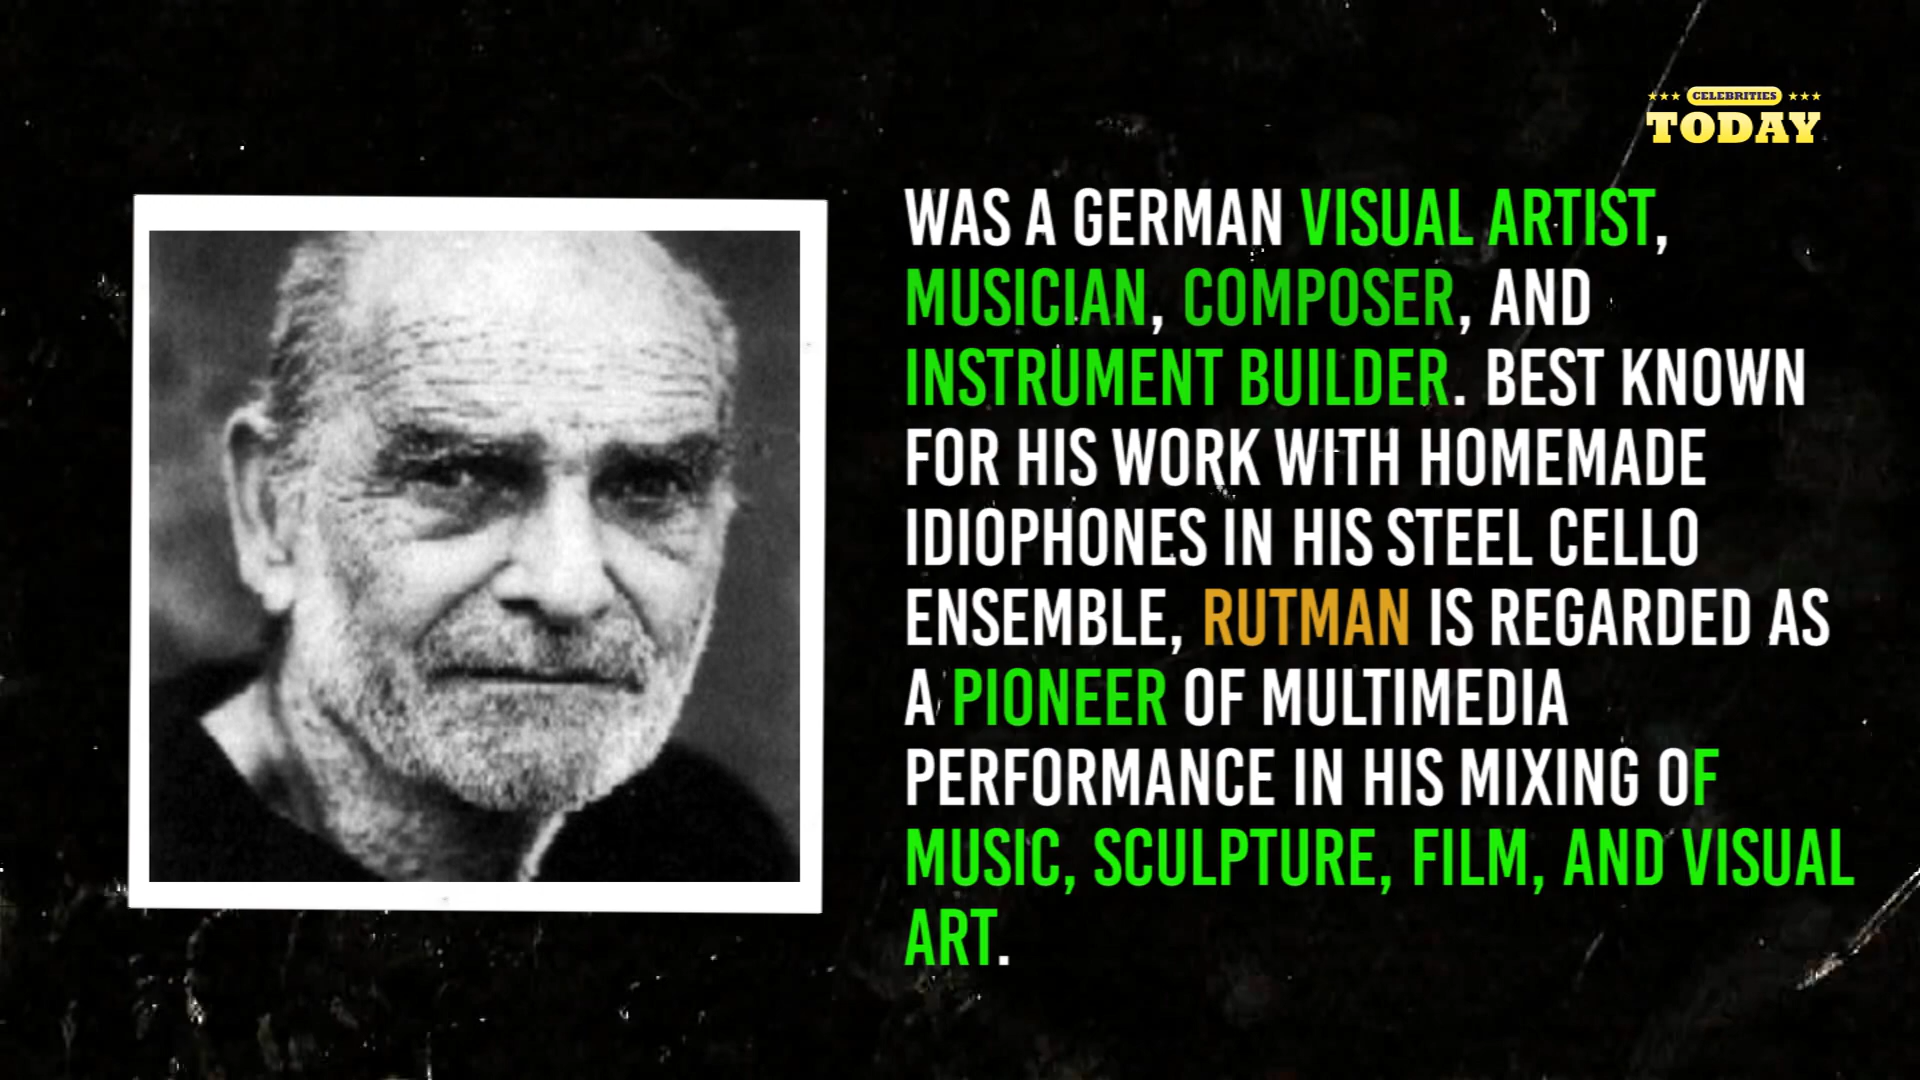 CELEBRITIES
TODAY
WAS A GERMAN VISUAL ARTIST,
MUSICIAN, COMPOSER, AND
INSTRUMENT BUILDER. BEST KNOWN
FOR HIS WORK WITH HOMEMADE
IDIOPHONES IN HIS STEEL CELLO
ENSEMBLE, RUTMAN IS REGARDED AS
A PIONEER OF MULTIMEDIA
PERFORMANCE IN HIS MIXING OF
MUSIC, SCULPTURE, FILM, AND VISUAL
ART.